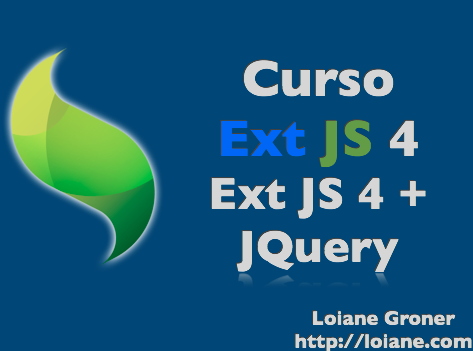 Curso
Ext JS 4
Ext JS 4 +
JQuery
Loiane Groner
http://loiane.com